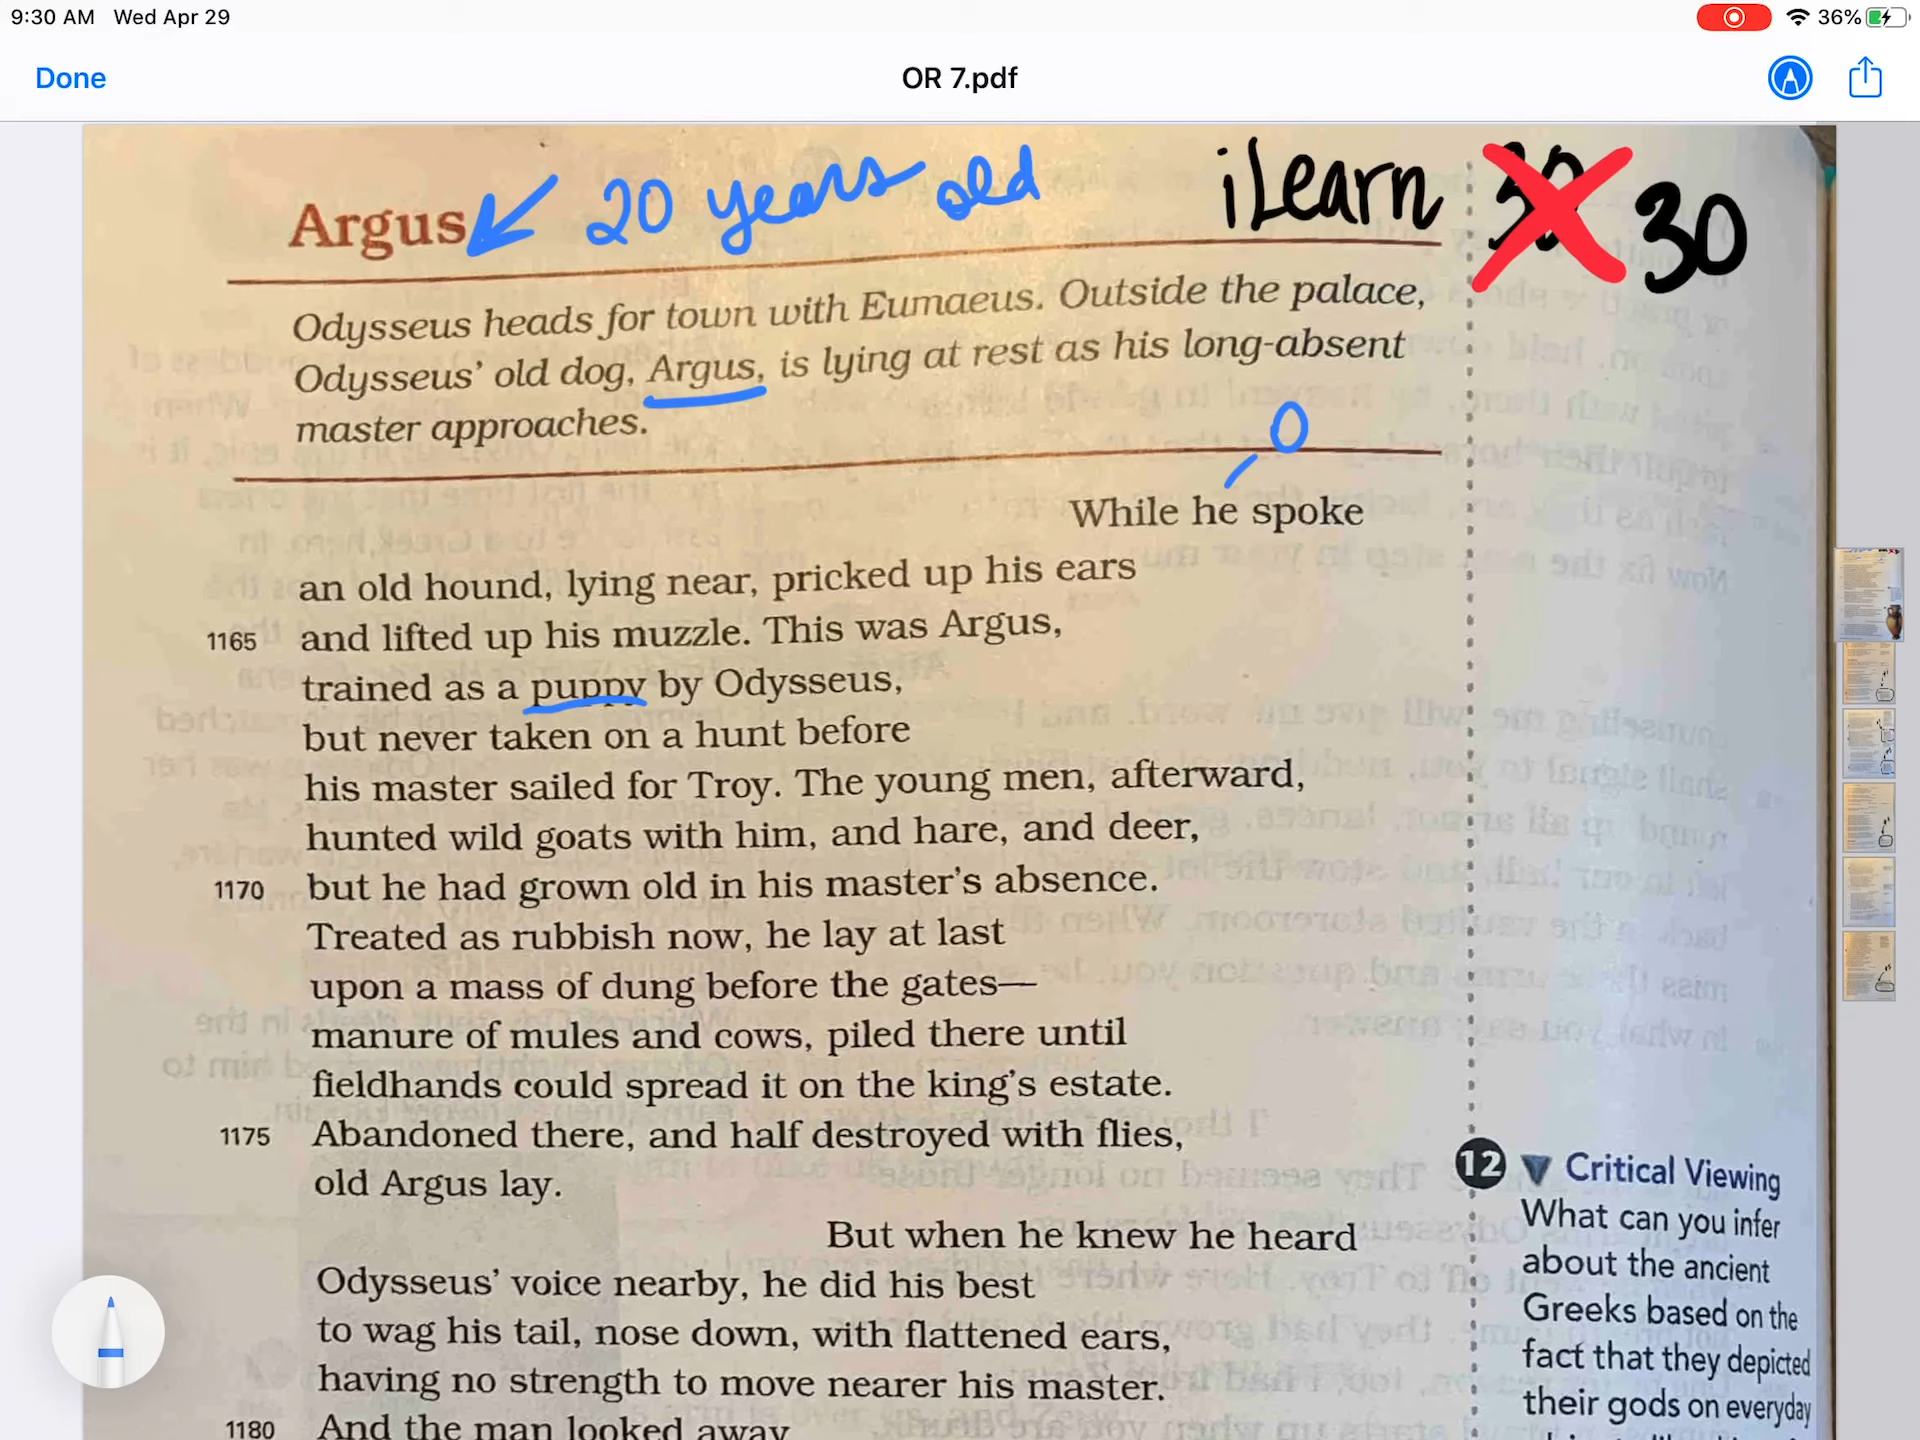 9:30 AM Wed Apr 29
36%
Done
OR 7.pdf
Argus
20 years old
iLearn
30
Odysseus heads for town with Eumaeus. Outside the palace,
Odysseus' old dog, Argus, is lying at rest as his long-absent
master approaches.
O
While he spoke
an old hound, lying near, pricked up his ears
1165 and lifted up his muzzle. This was Argus,
trained as a puppy by Odysseus,
but never taken on a hunt before
his master sailed for Troy. The young men, afterward,
hunted wild goats with him, and hare, and deer,
1170 but he had grown old in his master's absence.
Treated as rubbish now, he lay at last
upon a mass of dung before the gates—
manure of mules and cows, piled there until
fieldhands could spread it on the king's estate.
1175 Abandoned there, and half destroyed with flies,
old Argus lay.
But when he knew he heard
Odysseus' voice nearby, he did his best
to wag his tail, nose down, with flattened ears,
having no strength to move nearer his master.
1180 And the man looked away
12 Critical Viewing
What can you infer
about the ancient
Greeks based on the
fact that they depicted
their gods on everyday